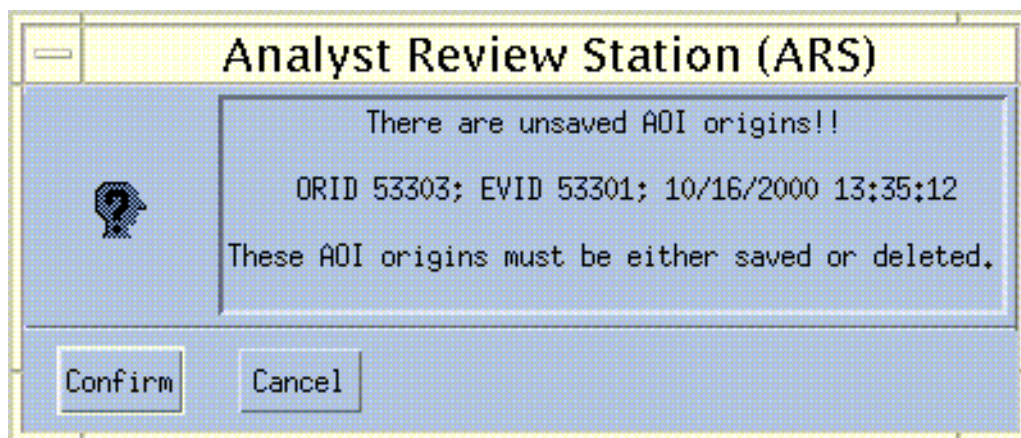 Analyst Review Station (ARS)
There are unsaved AOI origins!!
ORID 53303; EVID 53301; 10/16/2000 13:35:12
These AOI origins must be either saved or deleted.
Confirm Cancel